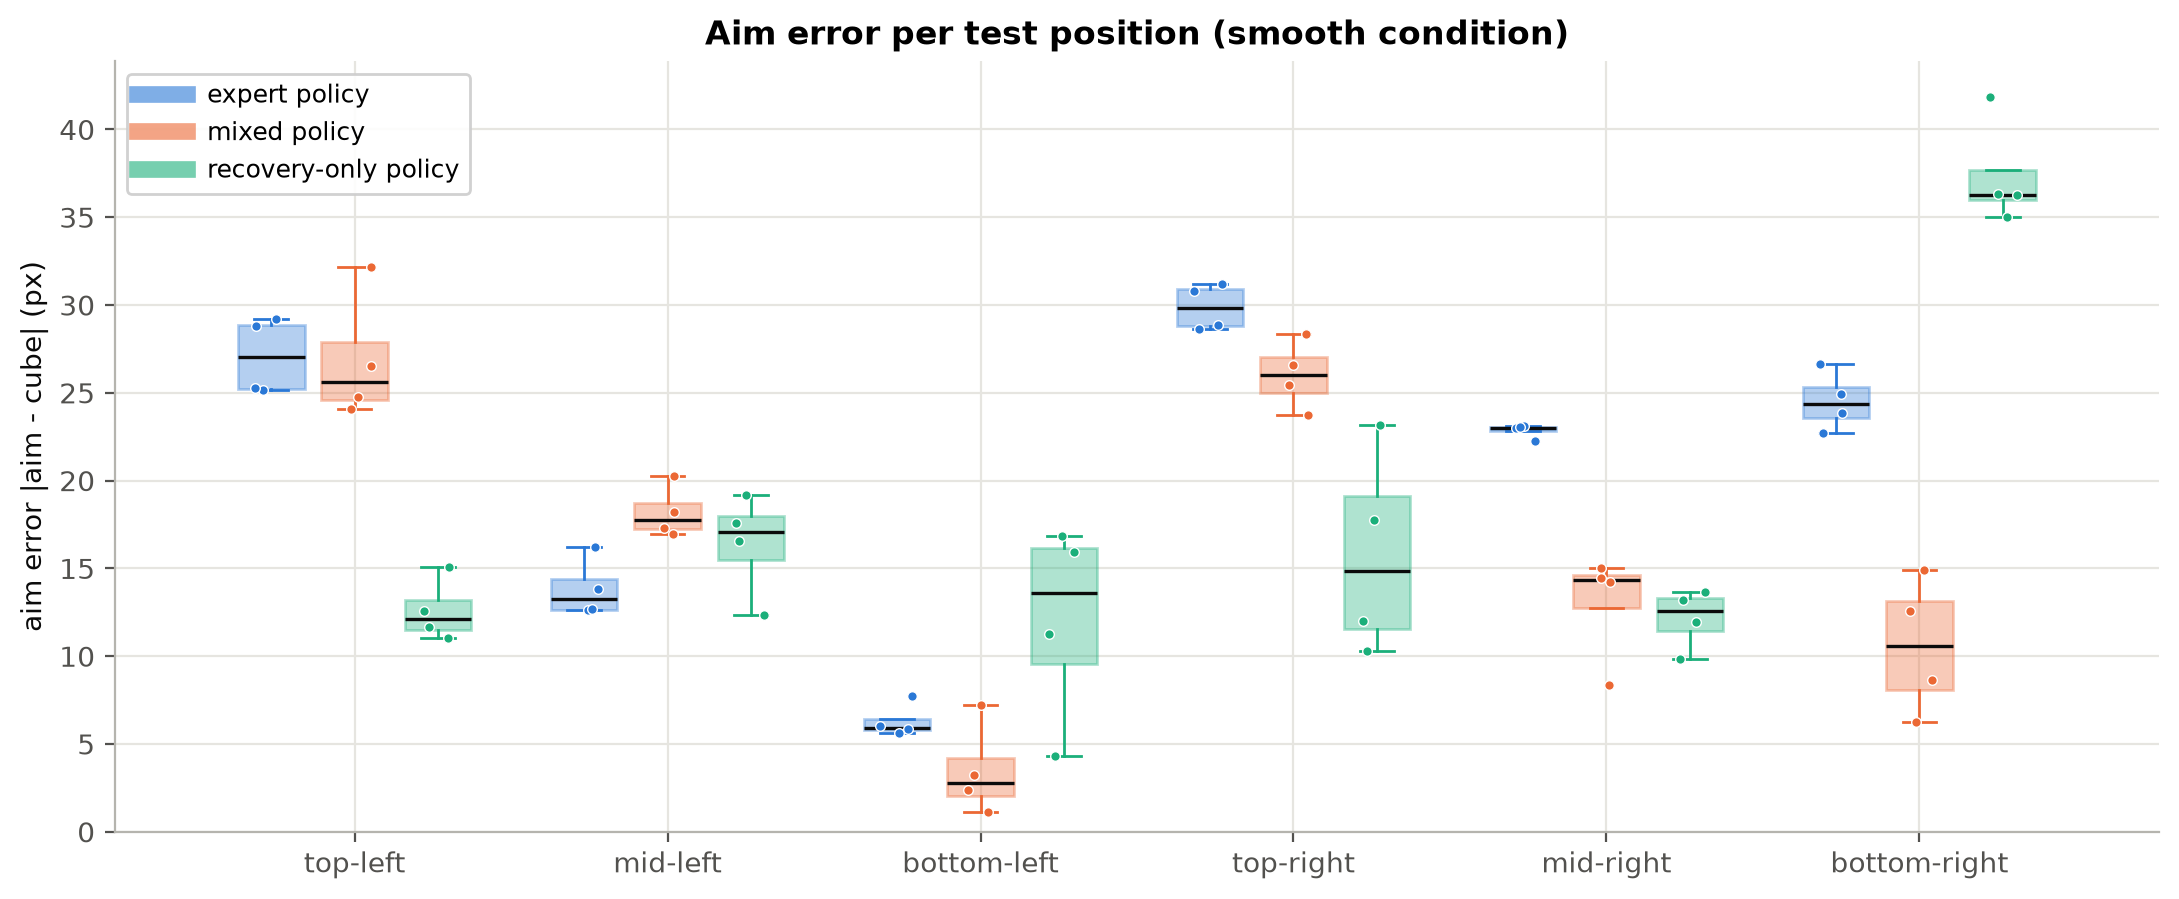 Aim error per test position (smooth condition)
expert policy
mixed policy
recovery-only policy
aim error |aim - cube| (px)
40
35
30
25
20
15
10
5
0
top-left
mid-left
bottom-left
top-right
mid-right
bottom-right